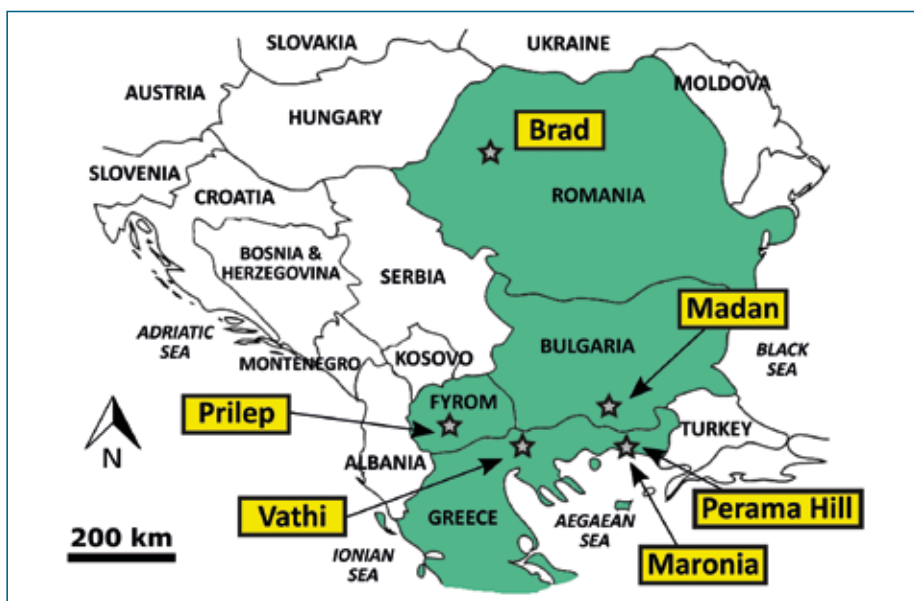 SLOVAKIA
UKRAINE
MOLDOVA
AUSTRIA
HUNGARY
Brad
SLOVENIA
CROATIA
ROMANIA
BOSNIA &
HERZEGOVINA
SERBIA
Madan
ADRIATIC
SEA
BULGARIA
BLACK
SEA
MONTENEGRO
KOSOVO
FYROM
Prilep
TURKEY
ALBANIA
N
Vathi
GREECE
AEGAEAN
SEA
Perama Hill
200 km
IONIAN
SEA
Maronia